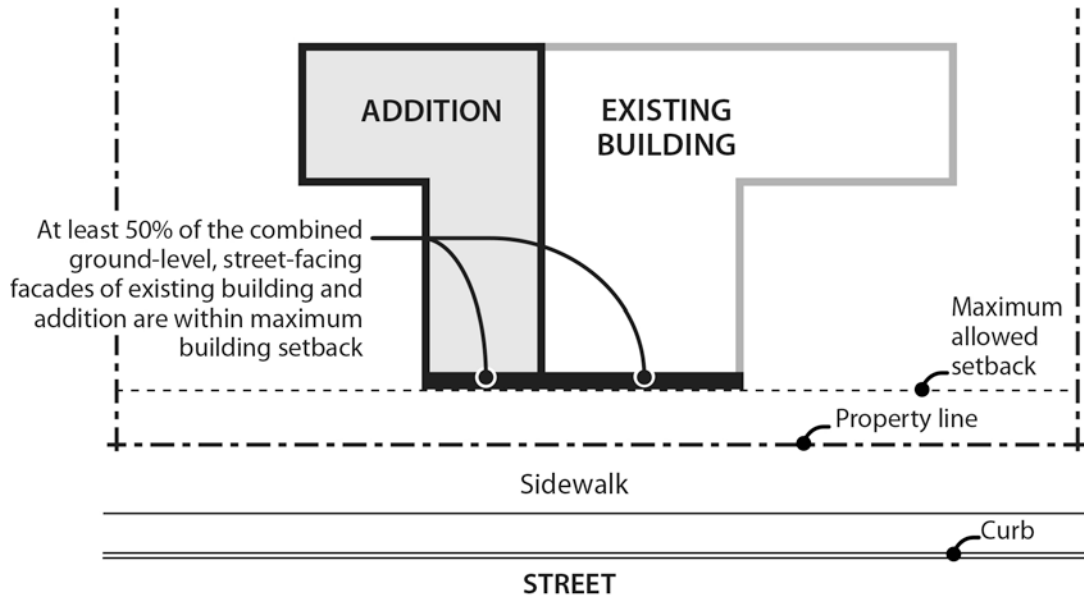 ADDITION
EXISTING
BUILDING
At least 50% of the combined
ground-level, street-facing
facades of existing building and
addition are within maximum
building setback
Maximum
allowed
setback
Property line
Sidewalk
Curb
STREET